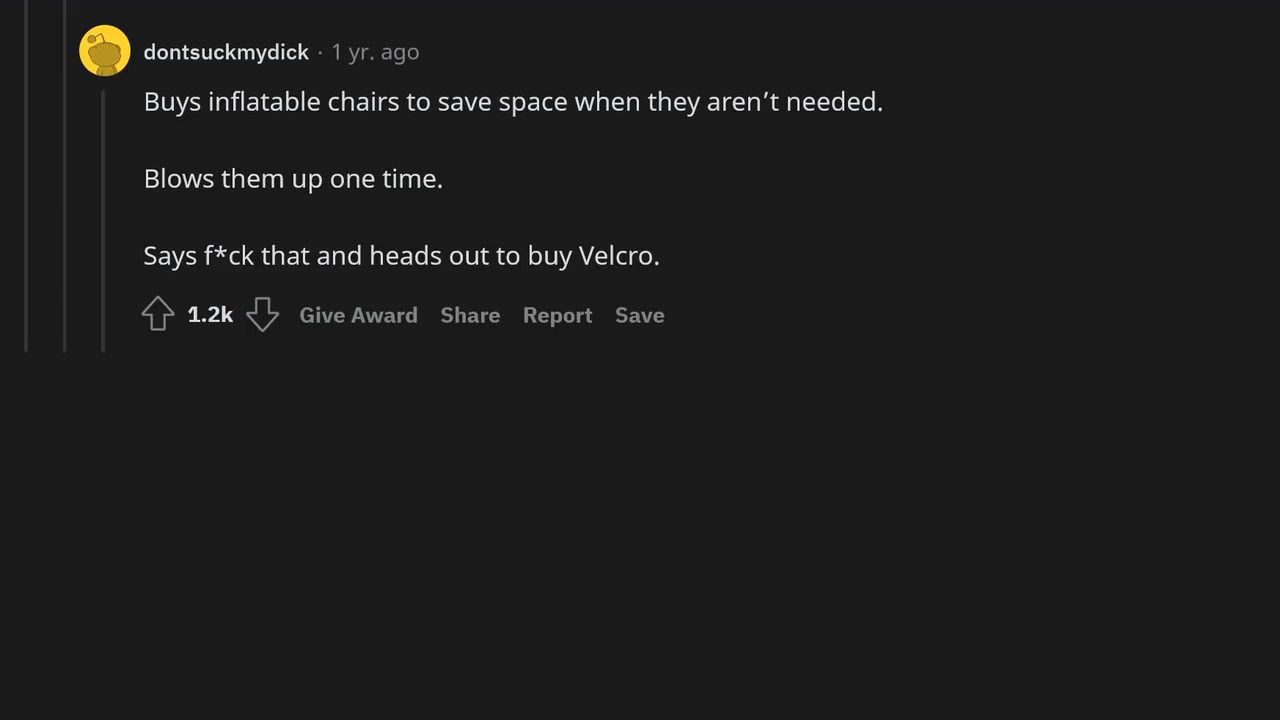 dontsuckmydick · 1 yr. ago
Buys inflatable chairs to save space when they aren’t needed.
Blows them up one time.
Says f*ck that and heads out to buy Velcro.
1.2k Give Award Share Report Save